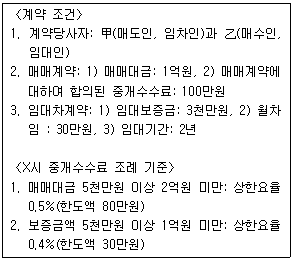 <계약 조건>
1. 계약당사자: 甲(매도인, 임차인)과 乙(매수인,
임대인)
2. 매매계약: 1) 매매대금: 1억원, 2) 매매계약에
대하여 합의된 중개수수료: 100만원
3. 임대차계약: 1) 임대보증금: 3천만원, 2) 월차
임 : 30만원, 3) 임대기간: 2년
<X시 중개수수료 조례 기준>
1. 매매대금 5천만원 이상 2억원 미만: 상한요율
0.5%(한도액 80만원)
2. 보증금액 5천만원 이상 1억원 미만: 상한요율
0.4%(한도액 30만원)